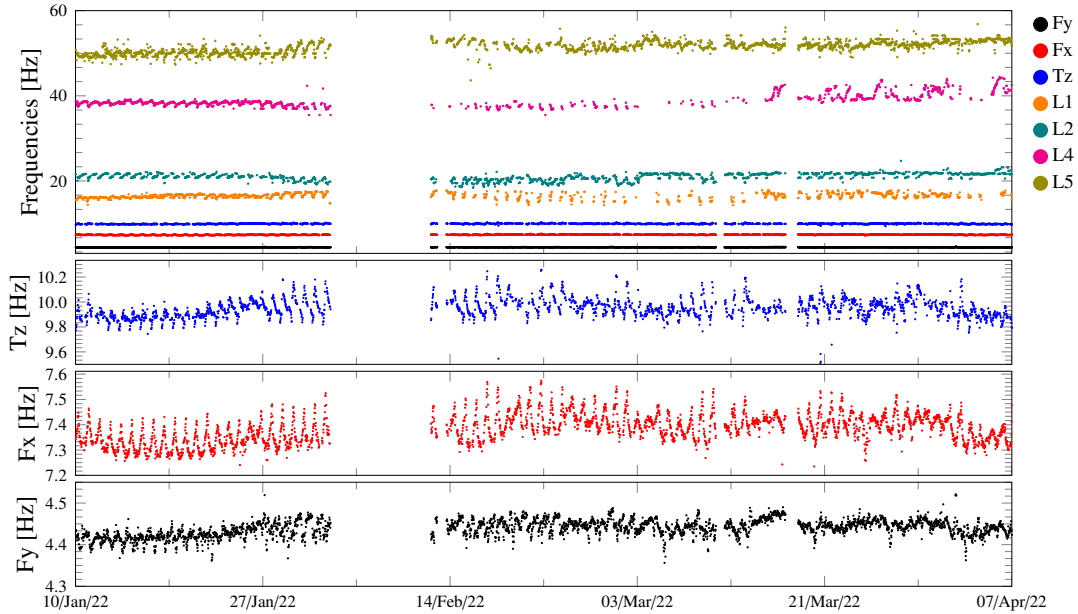 Frequencies [Hz]
60
40
20
Fy
Fx
Tz
L1
L2
L4
L5
Tz [Hz]
10.2
10.0
9.8
9.6
Fx [Hz]
7.6
7.5
7.4
7.3
7.2
Fy [Hz]
4.5
4.4
4.3
10/Jan/22 27/Jan/22 14/Feb/22 03/Mar/22 21/Mar/22 07/Apr/22